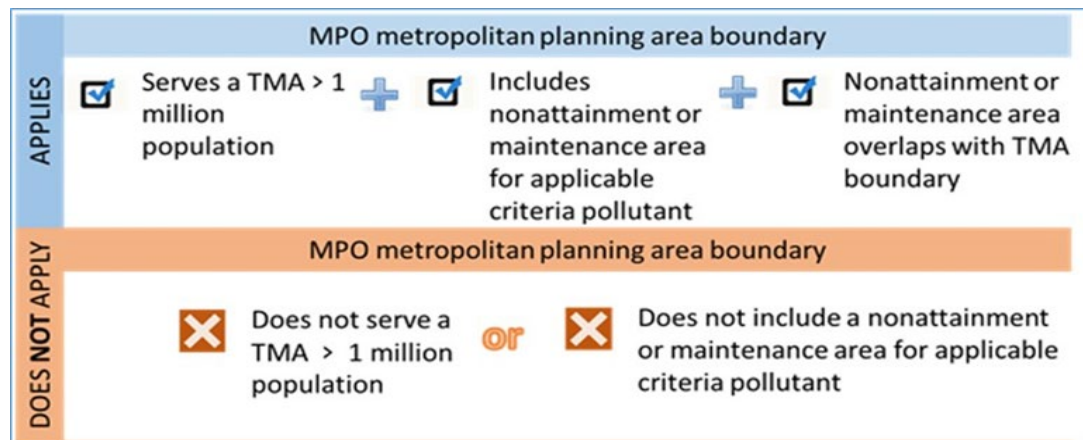 APPLIES
MPO metropolitan planning area boundary
Serves a TMA > 1
million
population
Includes
nonattainment or
maintenance area
for applicable
criteria pollutant
Nonattainment or
maintenance area
overlaps with TMA
boundary
DOES NOT APPLY
MPO metropolitan planning area boundary
Does not serve a
TMA > 1 million
population
or
Does not include a nonattainment
or maintenance area for applicable
criteria pollutant